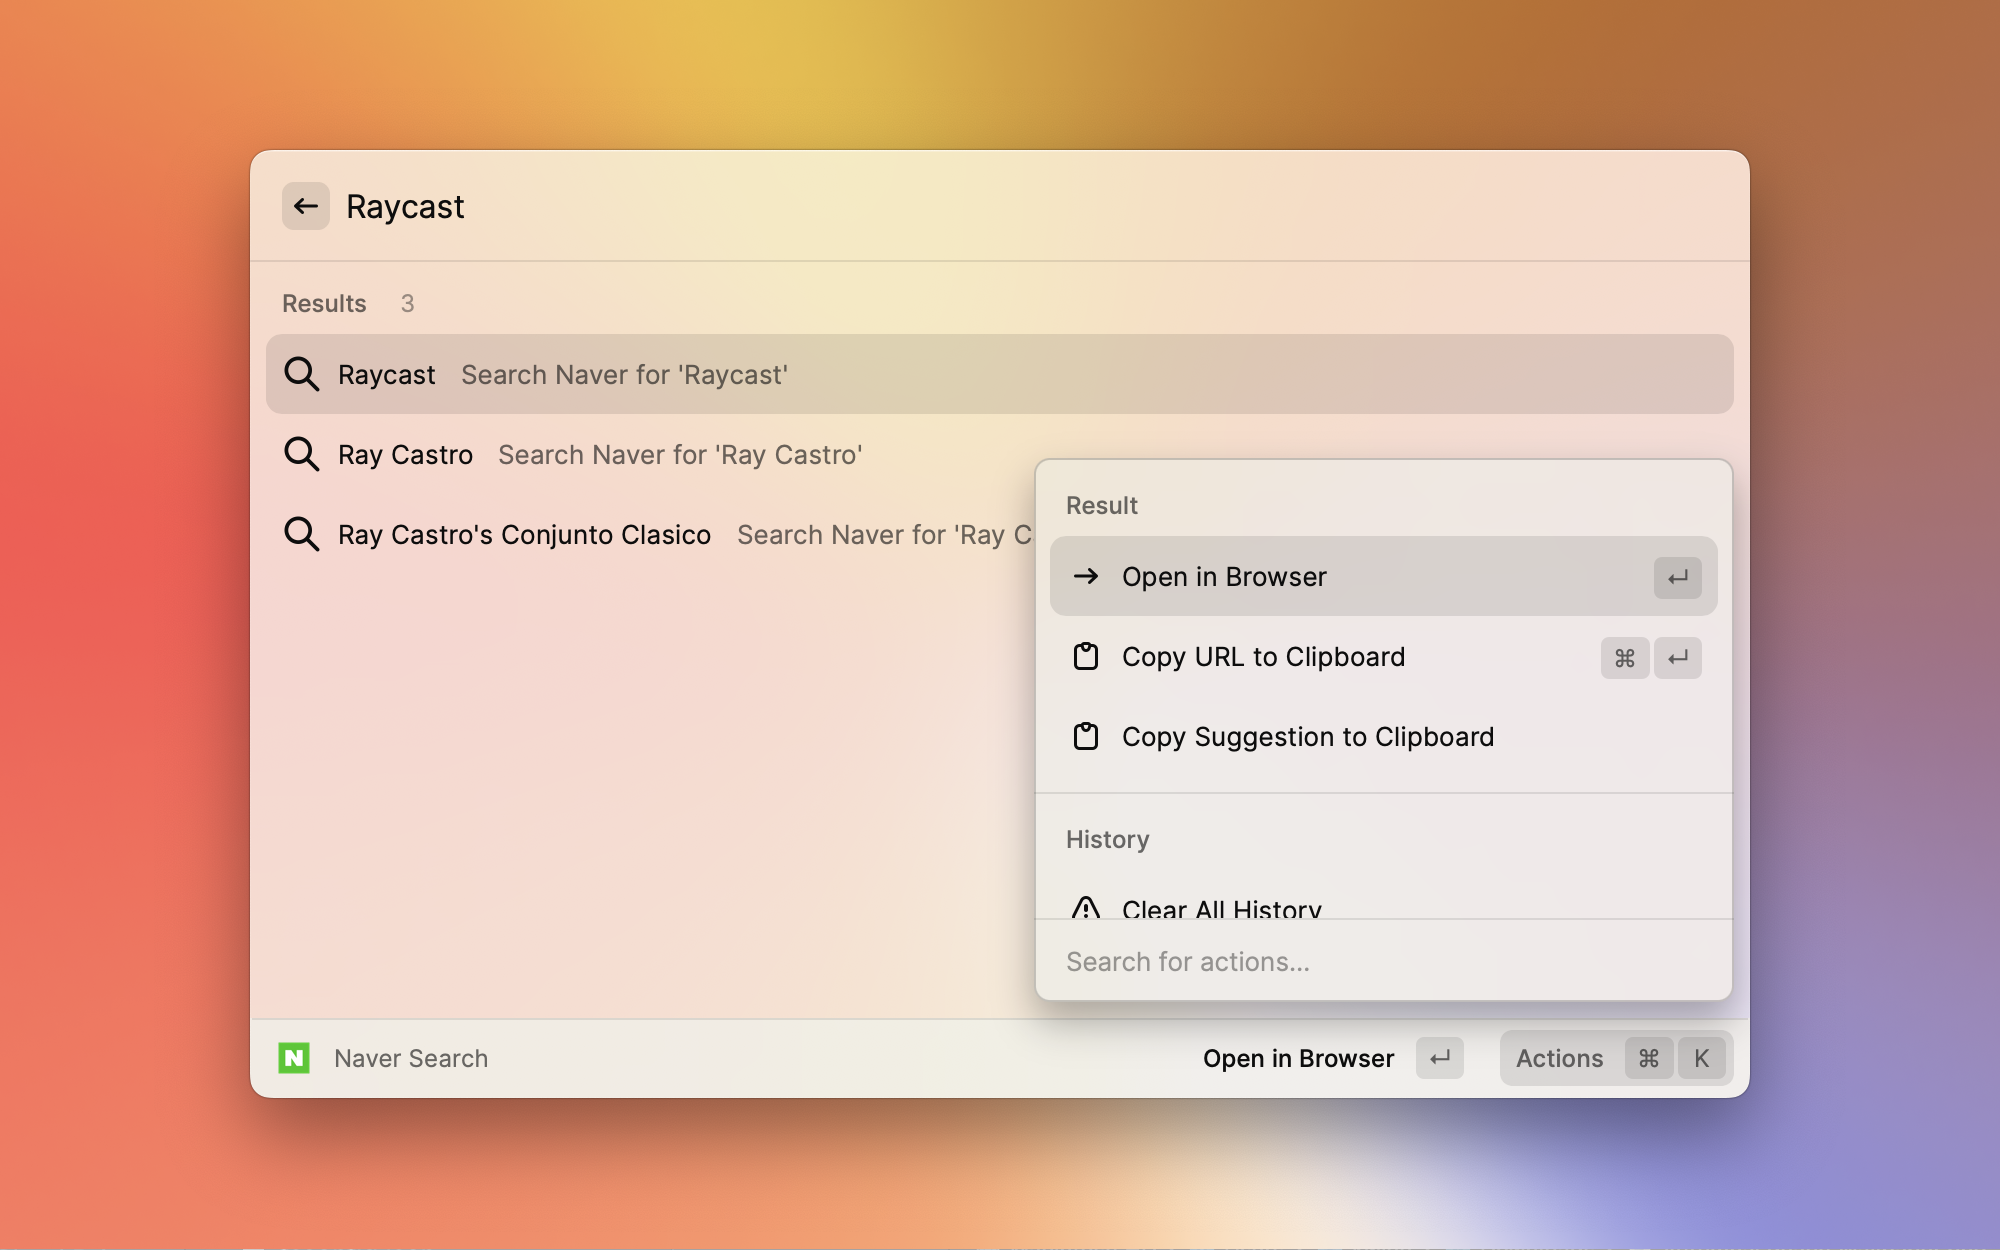 Raycast
Results 3
Raycast Search Naver for 'Raycast'
Ray Castro Search Naver for 'Ray Castro'
Ray Castro's Conjunto Clasico Search Naver for 'Ray C
Result
Open in Browser ↵
Copy URL to Clipboard ⌘ ↵
Copy Suggestion to Clipboard
History
Clear All History
Search for actions...
N Naver Search Open in Browser ↵ Actions ⌘ K